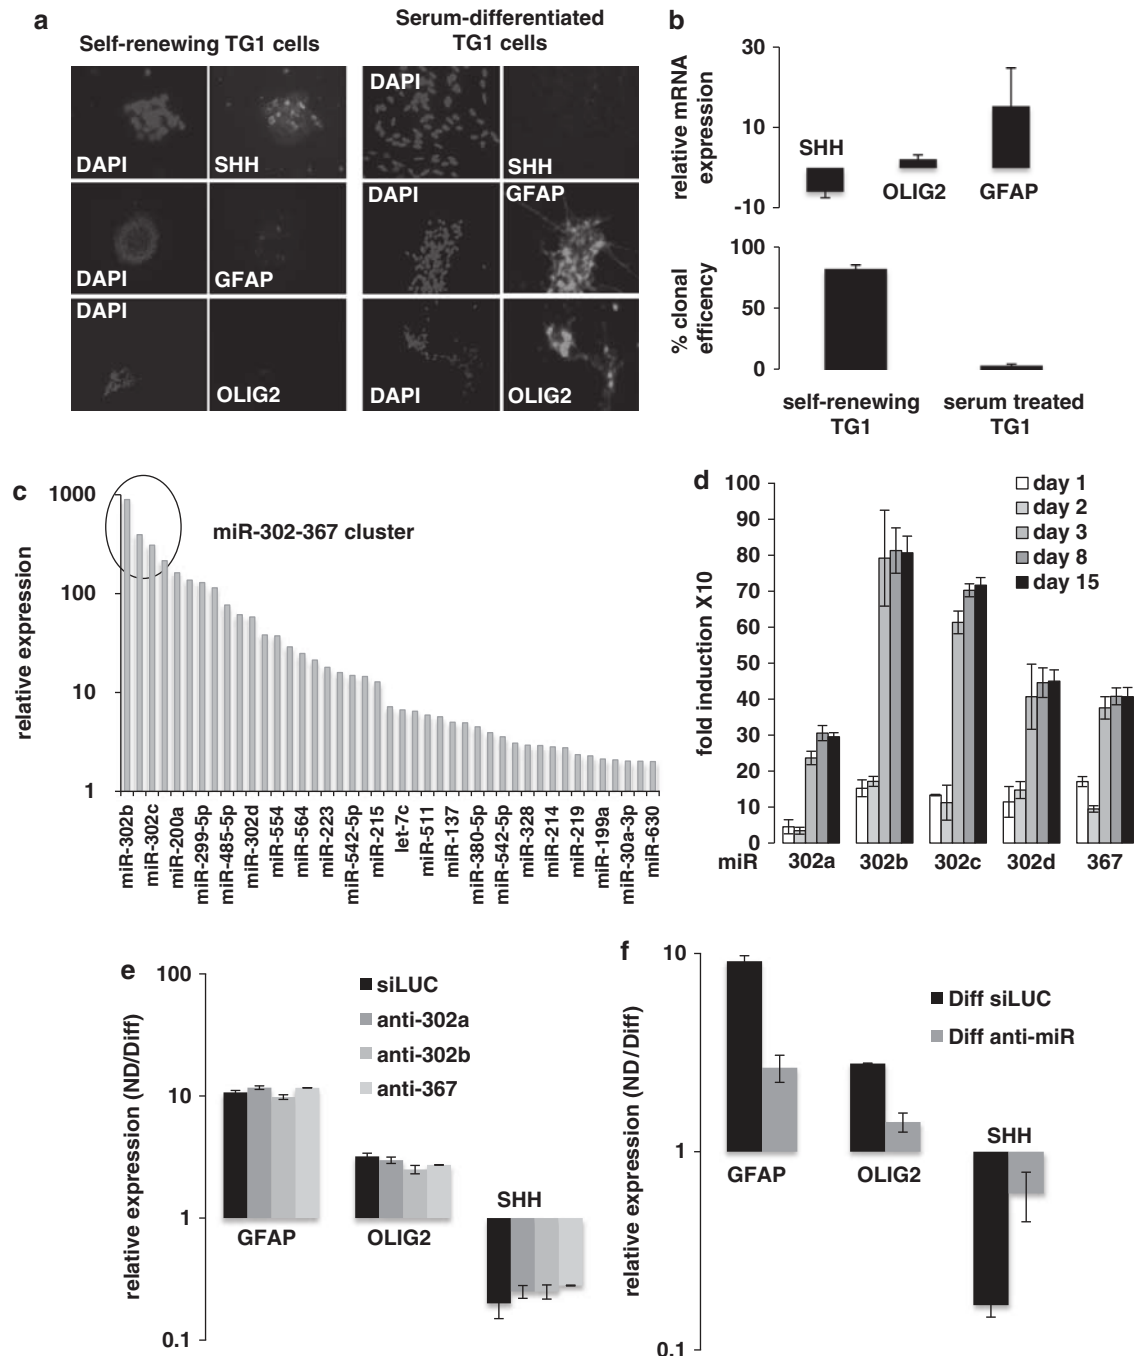 a
Self-renewing TG1 cells
Serum-differentiated
TG1 cells
DAPI
SHH
DAPI
SHH
DAPI
GFAP
DAPI
GFAP
DAPI
OLIG2
DAPI
OLIG2
b
relative mRNA
expression
30
10
-10
SHH
OLIG2
GFAP
% clonal
efficency
100
50
0
self-renewing
TG1
serum treated
TG1
c
relative expression
1000
100
10
1
miR-302-367 cluster
miR-302b
miR-302c
miR-200a
miR-299-5p
miR-485-5p
miR-302d
miR-554
miR-564
miR-223
miR-542-5p
miR-215
let-7c
miR-511
miR-137
miR-380-5p
miR-542-5p
miR-328
miR-214
miR-219
miR-199a
miR-30a-3p
miR-630
d
fold induction X10
100
90
80
70
60
50
40
30
20
10
0
day 1
day 2
day 3
day 8
day 15
miR 302a 302b 302c 302d 367
e
relative expression (ND/Diff)
100
10
1
0.1
siLUC
anti-302a
anti-302b
anti-367
GFAP
OLIG2
SHH
f
relative expression (ND/Diff)
10
1
0.1
Diff siLUC
Diff anti-miR
GFAP
OLIG2
SHH